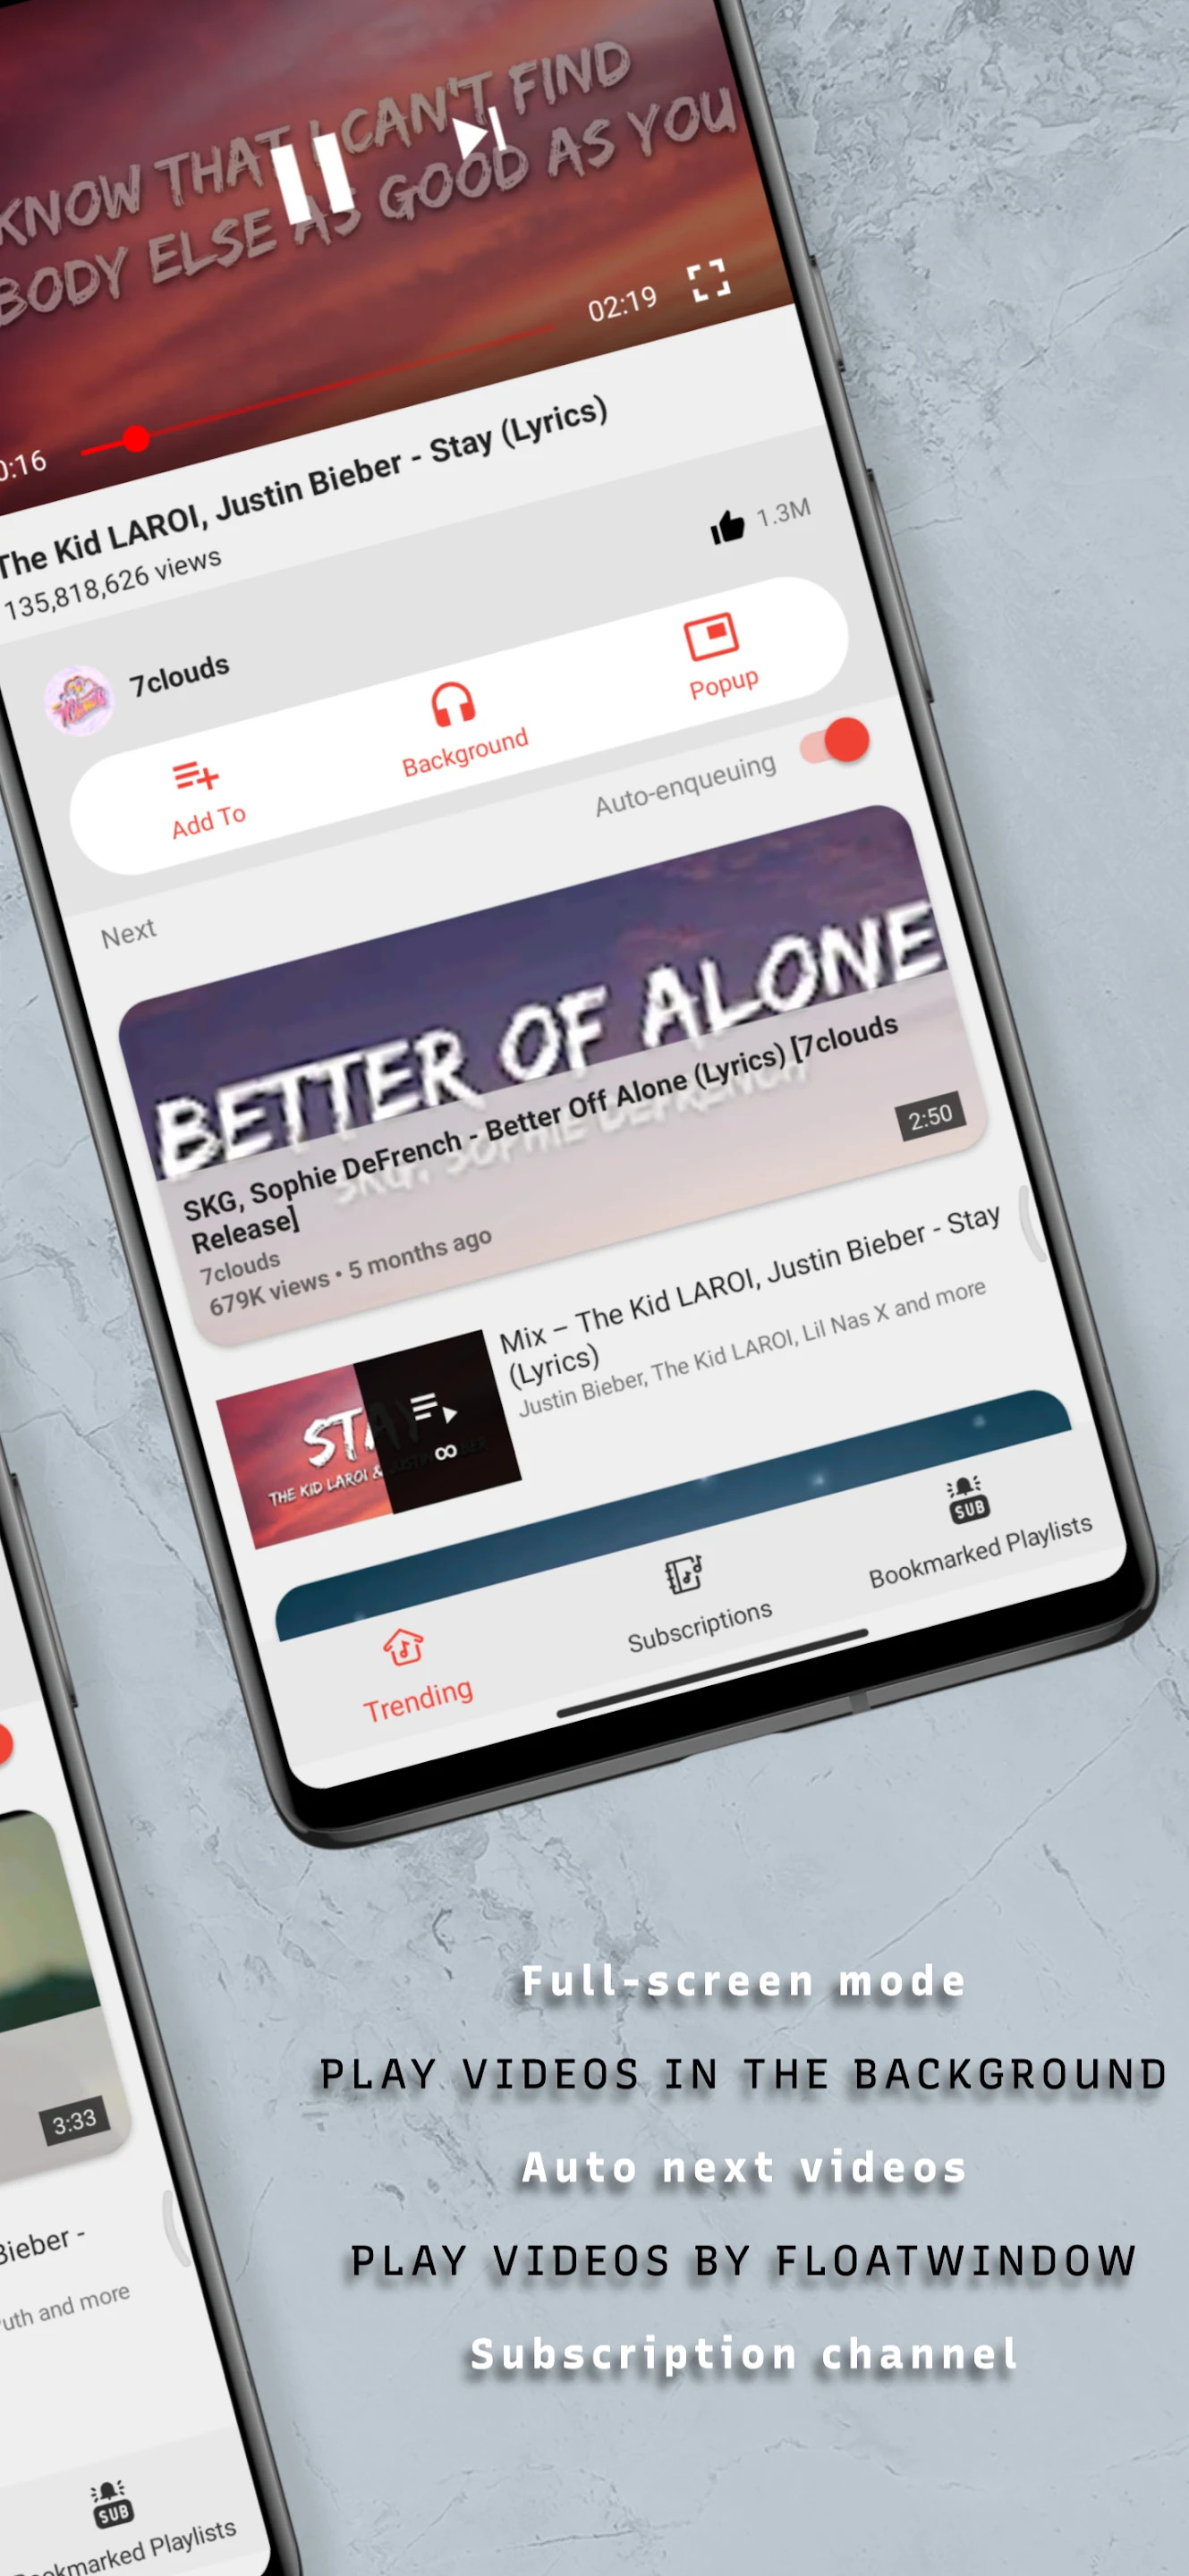 KNOW THAT I CAN'T FIND
BODY ELSE AS GOOD AS YOU
0:16
02:19
The Kid LAROI, Justin Bieber - Stay (Lyrics)
135,818,626 views
1.3M
7clouds
Add To
Background
Popup
Auto-enqueuing
Next
BETTER OF ALONE
SKG, SOPHIE DEFRENCH
SKG, Sophie DeFrench - Better Off Alone (Lyrics) [7clouds
Release]
7clouds
679K views • 5 months ago
2:50
Mix – The Kid LAROI, Justin Bieber - Stay
(Lyrics)
Justin Bieber, The Kid LAROI, Lil Nas X and more
STAY
THE KID LAROI & JUSTIN BIEBER
∞
Trending
Subscriptions
SUB
Bookmarked Playlists
3:33
Bieber -
uth and more
SUB
ookmarked Playlists
Full-screen mode
PLAY VIDEOS IN THE BACKGROUND
Auto next videos
PLAY VIDEOS BY FLOATWINDOW
Subscription channel